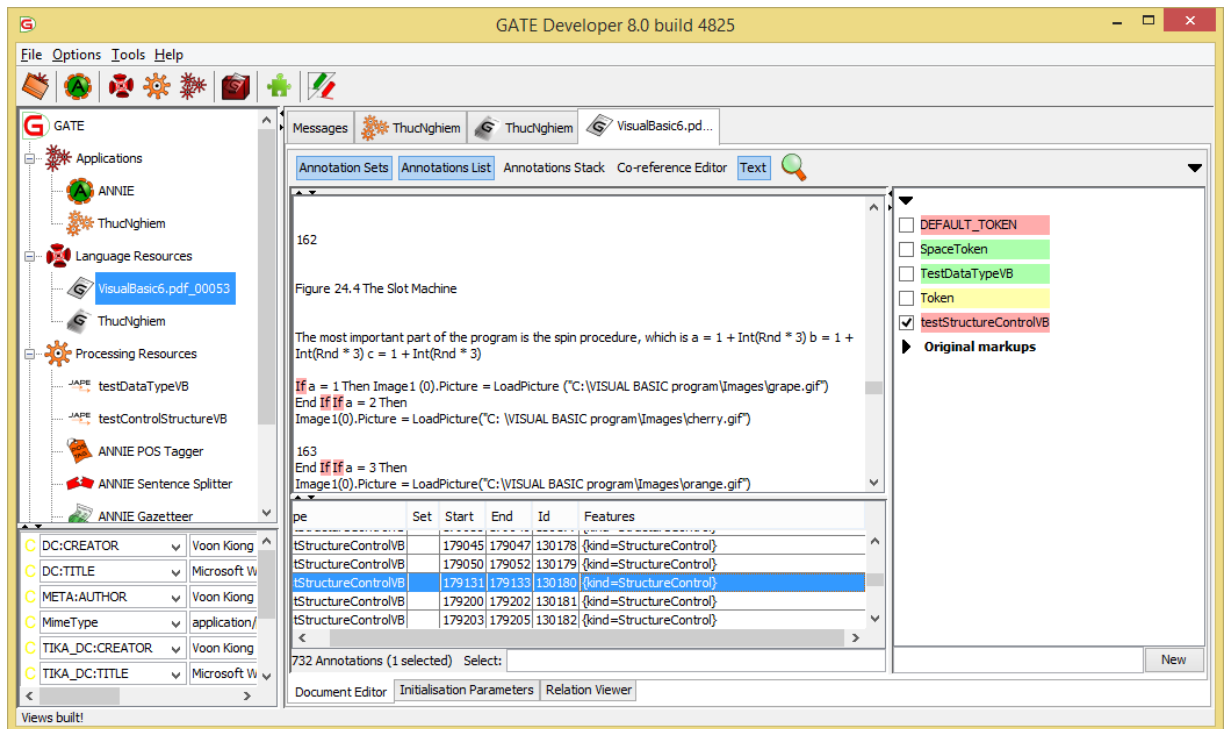 GATE Developer 8.0 build 4825
File Options Tools Help
GATE
Applications
ANNIE
ThucNghiem
Language Resources
VisualBasic6.pdf_00053
ThucNghiem
Processing Resources
testDataTypeVB
testControlStructureVB
ANNIE POS Tagger
ANNIE Sentence Splitter
ANNIE Gazetteer
DC:CREATOR Voon Kiong
DC:TITLE Microsoft W
META:AUTHOR Voon Kiong
MimeType application/
TIKA_DC:CREATOR Voon Kiong
TIKA_DC:TITLE Microsoft W
Views built!
Messages ThucNghiem ThucNghiem VisualBasic6.pd...
Annotation Sets Annotations List Annotations Stack Co-reference Editor Text
162
Figure 24.4 The Slot Machine
The most important part of the program is the spin procedure, which is a = 1 + Int(Rnd * 3) b = 1 +
Int(Rnd * 3) c = 1 + Int(Rnd * 3)
If a = 1 Then Image1 (0).Picture = LoadPicture ("C:\VISUAL BASIC program\Images\grape.gif")
End If If a = 2 Then
Image1(0).Picture = LoadPicture("C: \VISUAL BASIC program\Images\cherry.gif")
163
End If If a = 3 Then
Image1(0).Picture = LoadPicture("C:\VISUAL BASIC program\Images\orange.gif")
DEFAULT_TOKEN
SpaceToken
TestDataTypeVB
Token
testStructureControlVB
Original markups
pe Set Start End Id Features
tStructureControlVB 179045 179047 130178 {kind=StructureControl}
tStructureControlVB 179050 179052 130179 {kind=StructureControl}
tStructureControlVB 179131 179133 130180 {kind=StructureControl}
tStructureControlVB 179200 179202 130181 {kind=StructureControl}
tStructureControlVB 179203 179205 130182 {kind=StructureControl}
732 Annotations (1 selected) Select:
New
Document Editor Initialisation Parameters Relation Viewer